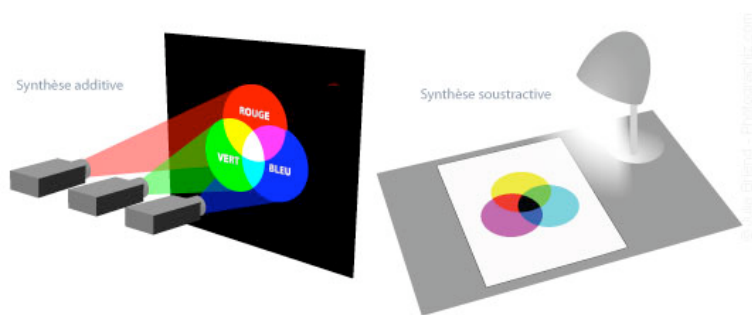 Synthèse additive
ROUGE
VERT
BLEU
Synthèse soustractive